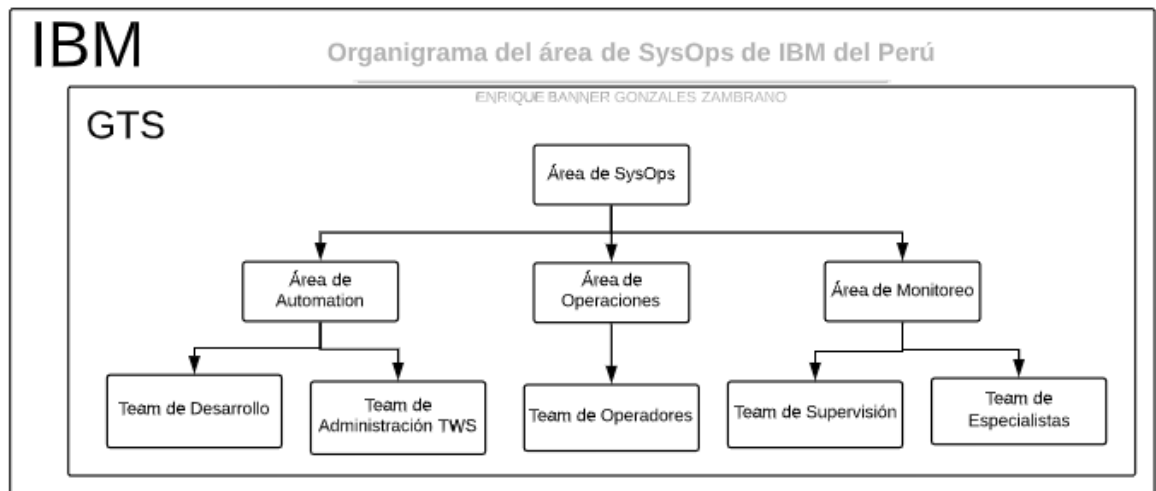 IBM
Organigrama del área de SysOps de IBM del Perú
ENRIQUE BANNER GONZALES ZAMBRANO
GTS
Área de SysOps
Área de
Automation
Área de
Operaciones
Área de Monitoreo
Team de Desarrollo
Team de
Administración TWS
Team de Operadores
Team de Supervisión
Team de
Especialistas